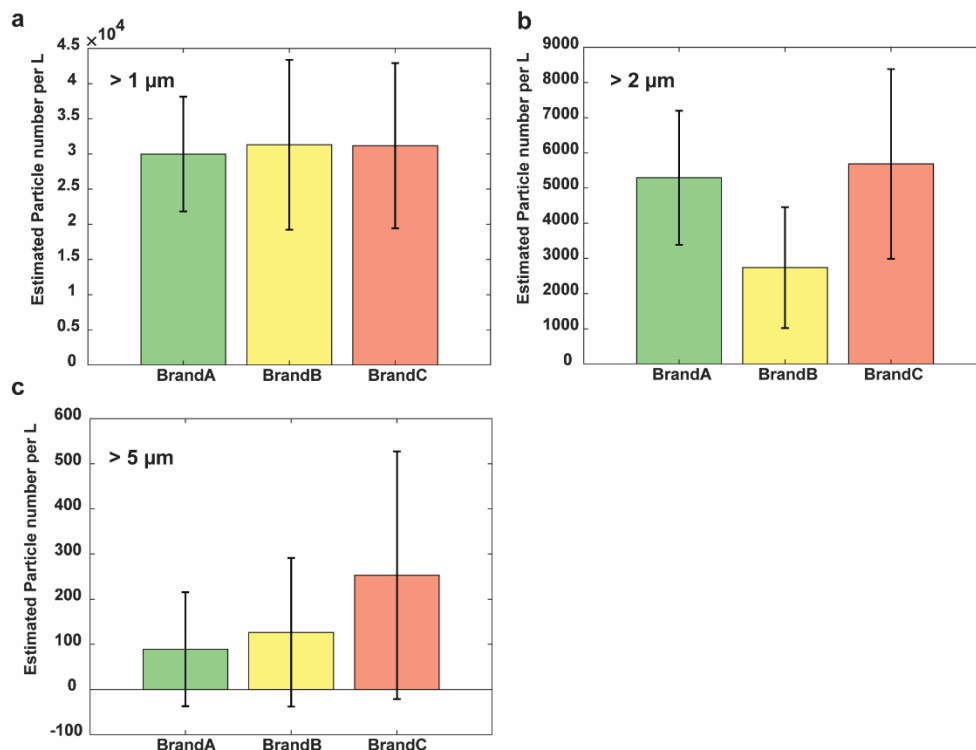 a
×10⁴
4.5
4
3.5
3
2.5
2
1.5
1
0.5
0
Estimated Particle number per L
> 1 µm
BrandA BrandB BrandC
b
9000
8000
7000
6000
5000
4000
3000
2000
1000
0
Estimated Particle number per L
> 2 µm
BrandA BrandB BrandC
c
600
500
400
300
200
100
0
-100
Estimated Particle number per L
> 5 µm
BrandA BrandB BrandC